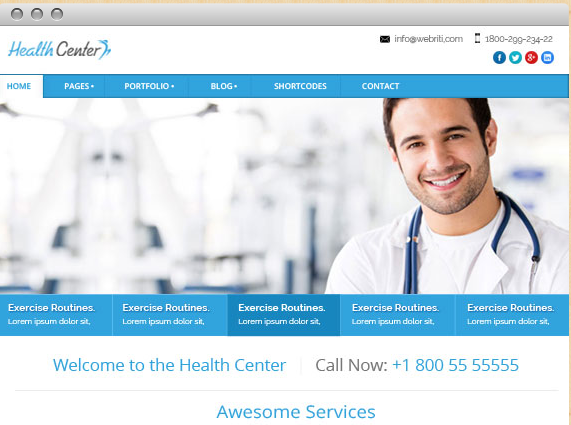 info@webriti.com 1800-299-234-22
Health Center
HOME PAGES PORTFOLIO BLOG SHORTCODES CONTACT
Exercise Routines. Exercise Routines. Exercise Routines. Exercise Routines. Exercise Routines.
Lorem ipsum dolor sit, Lorem ipsum dolor sit, Lorem ipsum dolor sit, Lorem ipsum dolor sit, Lorem ipsum dolor sit,
Welcome to the Health Center Call Now: +1 800 55 55555
Awesome Services